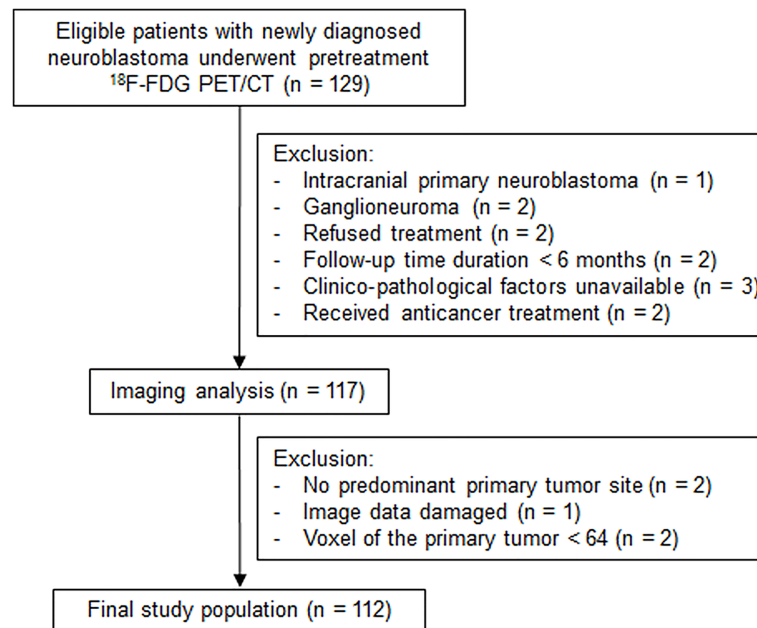 Eligible patients with newly diagnosed
neuroblastoma underwent pretreatment
¹⁸F-FDG PET/CT (n = 129)
Exclusion:
- Intracranial primary neuroblastoma (n = 1)
- Ganglioneuroma (n = 2)
- Refused treatment (n = 2)
- Follow-up time duration < 6 months (n = 2)
- Clinico-pathological factors unavailable (n = 3)
- Received anticancer treatment (n = 2)
Imaging analysis (n = 117)
Exclusion:
- No predominant primary tumor site (n = 2)
- Image data damaged (n = 1)
- Voxel of the primary tumor < 64 (n = 2)
Final study population (n = 112)